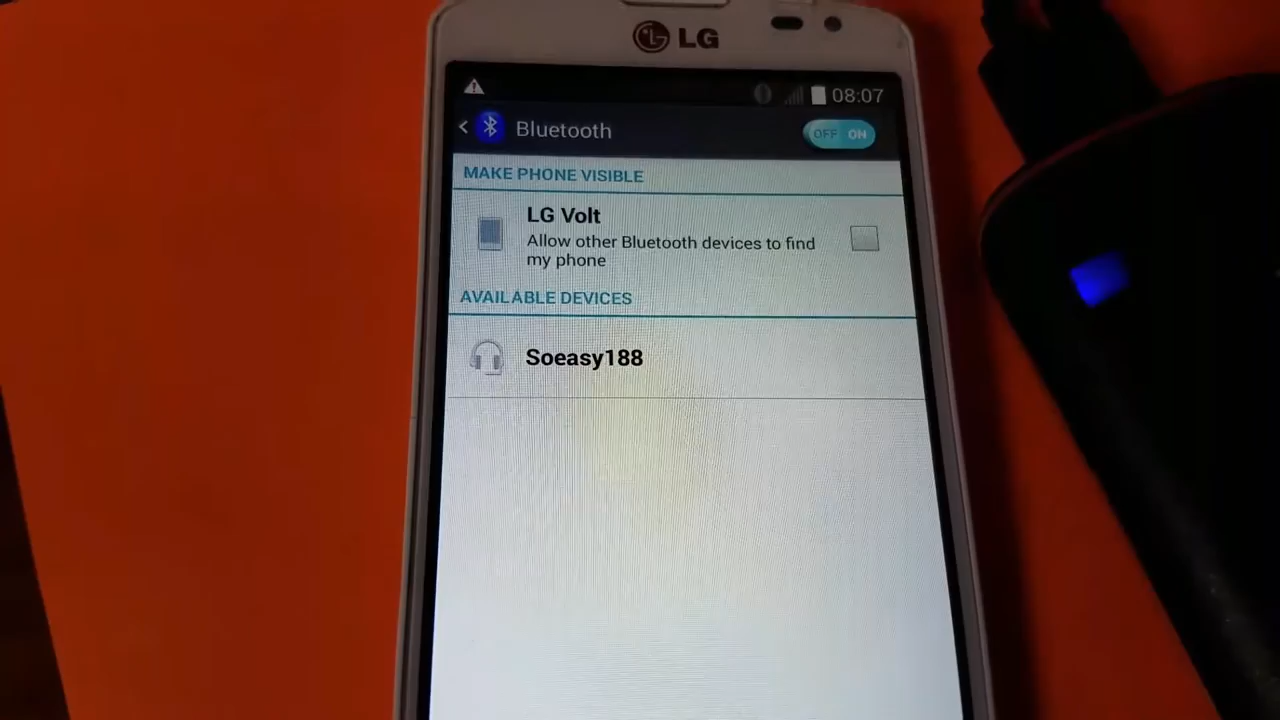 LG
08:07
Bluetooth
OFF ON
MAKE PHONE VISIBLE
LG Volt
Allow other Bluetooth devices to find
my phone
AVAILABLE DEVICES
Soeasy188